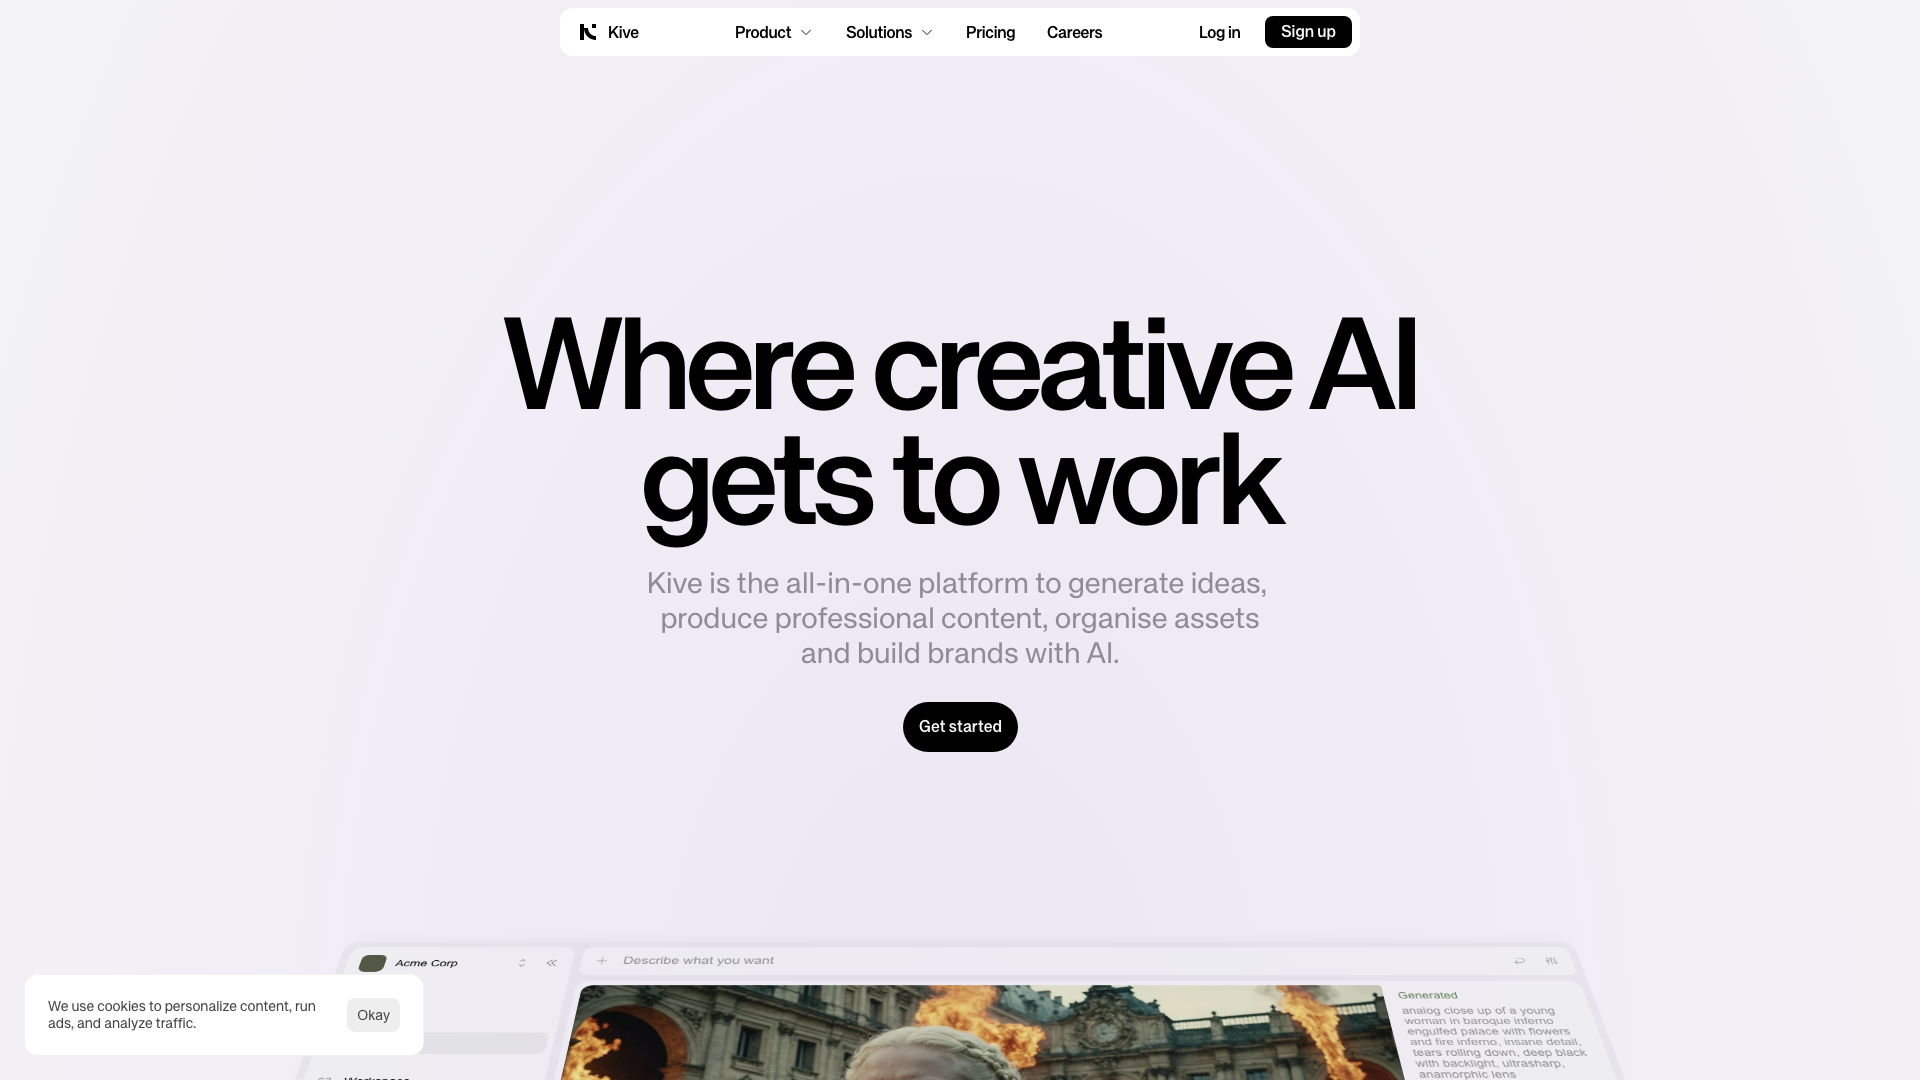 Kive
Product
Solutions
Pricing
Careers
Log in
Sign up
Where creative AI
gets to work
Kive is the all-in-one platform to generate ideas,
produce professional content, organise assets
and build brands with AI.
Get started
Acme Corp
Describe what you want
Generated
analog close up of a young
woman in baroque inferno
engulfed palace with flowers
and fire inferno, insane detail,
tears rolling down, deep black
with backlight, ultrasharp,
anamorphic lens
We use cookies to personalize content, run
ads, and analyze traffic.
Okay
Workspaces